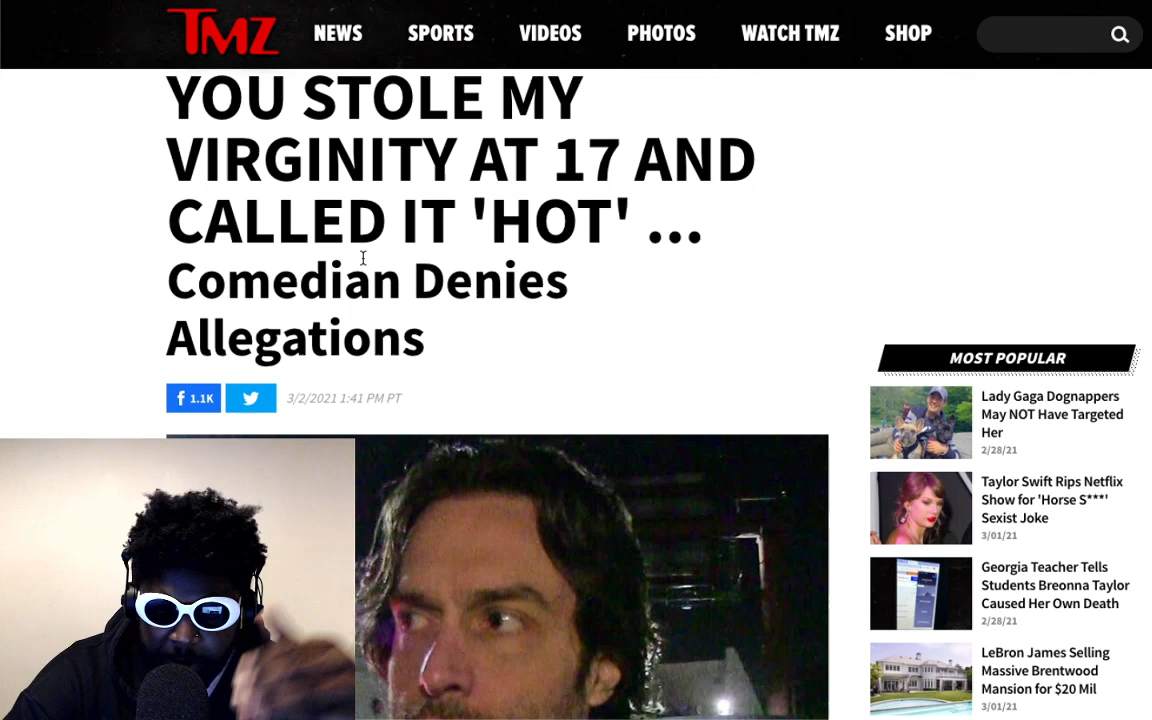 TMZ
NEWS
SPORTS
VIDEOS
PHOTOS
WATCH TMZ
SHOP
YOU STOLE MY
VIRGINITY AT 17 AND
CALLED IT 'HOT' ...
Comedian Denies
Allegations
1.1K
3/2/2021 1:41 PM PT
MOST POPULAR
Lady Gaga Dognappers
May NOT Have Targeted
Her
2/28/21
Taylor Swift Rips Netflix
Show for 'Horse S***'
Sexist Joke
3/01/21
Georgia Teacher Tells
Students Breonna Taylor
Caused Her Own Death
2/28/21
LeBron James Selling
Massive Brentwood
Mansion for $20 Mil
3/01/21